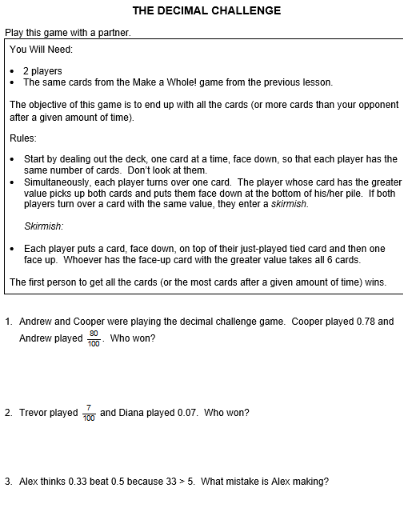 THE DECIMAL CHALLENGE
Play this game with a partner.
You Will Need:
• 2 players
• The same cards from the Make a Whole! game from the previous lesson.
The objective of this game is to end up with all the cards (or more cards than your opponent
after a given amount of time).
Rules:
• Start by dealing out the deck, one card at a time, face down, so that each player has the
same number of cards. Don't look at them.
• Simultaneously, each player turns over one card. The player whose card has the greater
value picks up both cards and puts them face down at the bottom of his/her pile. If both
players turn over a card with the same value, they enter a skirmish.
Skirmish:
• Each player puts a card, face down, on top of their just-played tied card and then one
face up. Whoever has the face-up card with the greater value takes all 6 cards.
The first person to get all the cards (or the most cards after a given amount of time) wins.
1. Andrew and Cooper were playing the decimal challenge game. Cooper played 0.78 and
Andrew played 80/100. Who won?
2. Trevor played 7/100 and Diana played 0.07. Who won?
3. Alex thinks 0.33 beat 0.5 because 33 > 5. What mistake is Alex making?